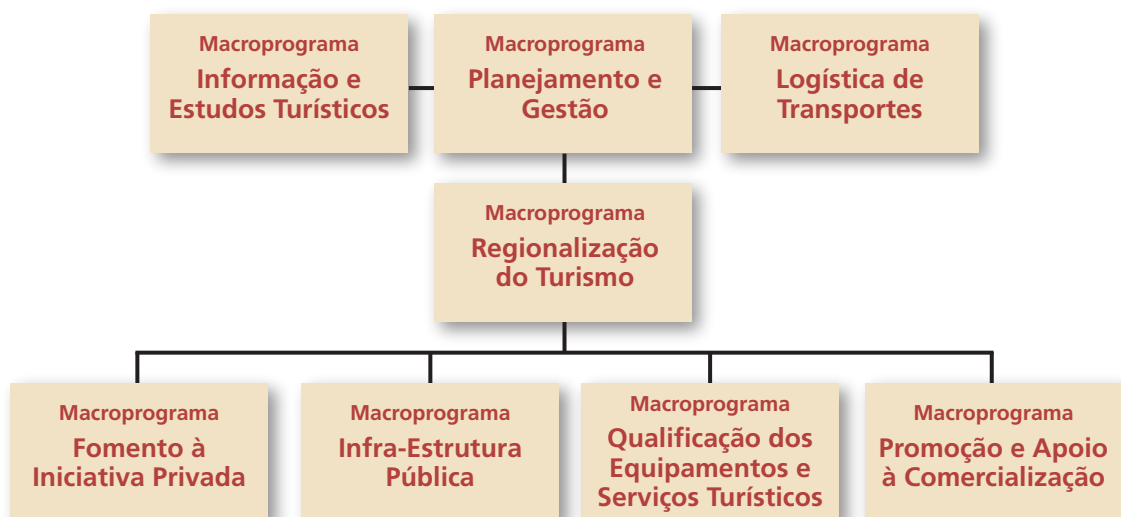 Macroprograma
Informação e
Estudos Turísticos
Macroprograma
Planejamento e
Gestão
Macroprograma
Logística de
Transportes
Macroprograma
Regionalização
do Turismo
Macroprograma
Fomento à
Iniciativa Privada
Macroprograma
Infra-Estrutura
Pública
Macroprograma
Qualificação dos
Equipamentos e
Serviços Turísticos
Macroprograma
Promoção e Apoio
à Comercialização